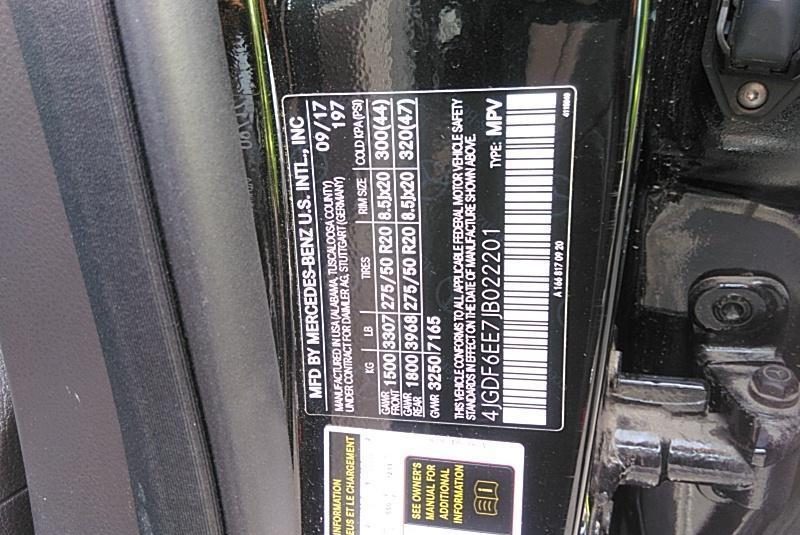 MFD BY MERCEDES-BENZ U.S. INTL., INC
MANUFACTURED IN USA (ALABAMA, TUSCALOOSA COUNTY) 09/17
UNDER CONTRACT FOR DAIMLER AG, STUTTGART (GERMANY) 197
KG LB TIRES RIM SIZE COLD KPA(PSI)
GAWR FRONT 1500 3307 275/50 R20 8.5Jx20 300(44)
GAWR REAR 1800 3968 275/50 R20 8.5Jx20 320(47)
GVWR 3250 7165
THIS VEHICLE CONFORMS TO ALL APPLICABLE FEDERAL MOTOR VEHICLE SAFETY
STANDARDS IN EFFECT ON THE DATE OF MANUFACTURE SHOWN ABOVE.
4JGDF6EE7JB022201 TYPE: MPV
A 166 817 09 20
INFORMATION
EUS ET LE CHARGEMENT
SEE OWNER'S
MANUAL FOR
ADDITIONAL
INFORMATION